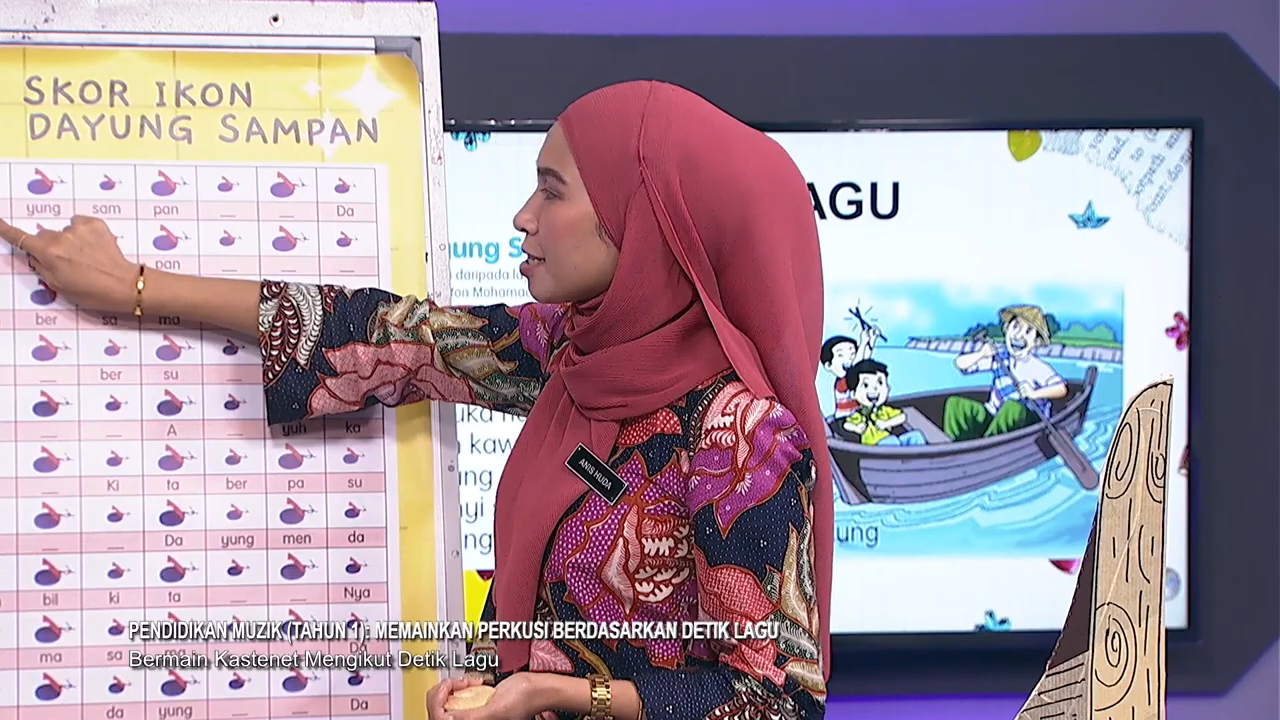 SKOR IKON
DAYUNG SAMPAN
yung sam pan _ _ Da
pan _ _ _
ber sa ma
_ ber su _
_ _ A _ yuh ka
_ Ki ta ber pa su
_ _ Da yung men da
bil ki ta _ _ Nya
ma sa ma
da yung _ _ Da
AGU
daripada
Mohamad
kaw
ung
ANIS HUDA
PENDIDIKAN MUZIK (TAHUN 1): MEMAINKAN PERKUSI BERDASARKAN DETIK LAGU
Bermain Kastenet Mengikut Detik Lagu